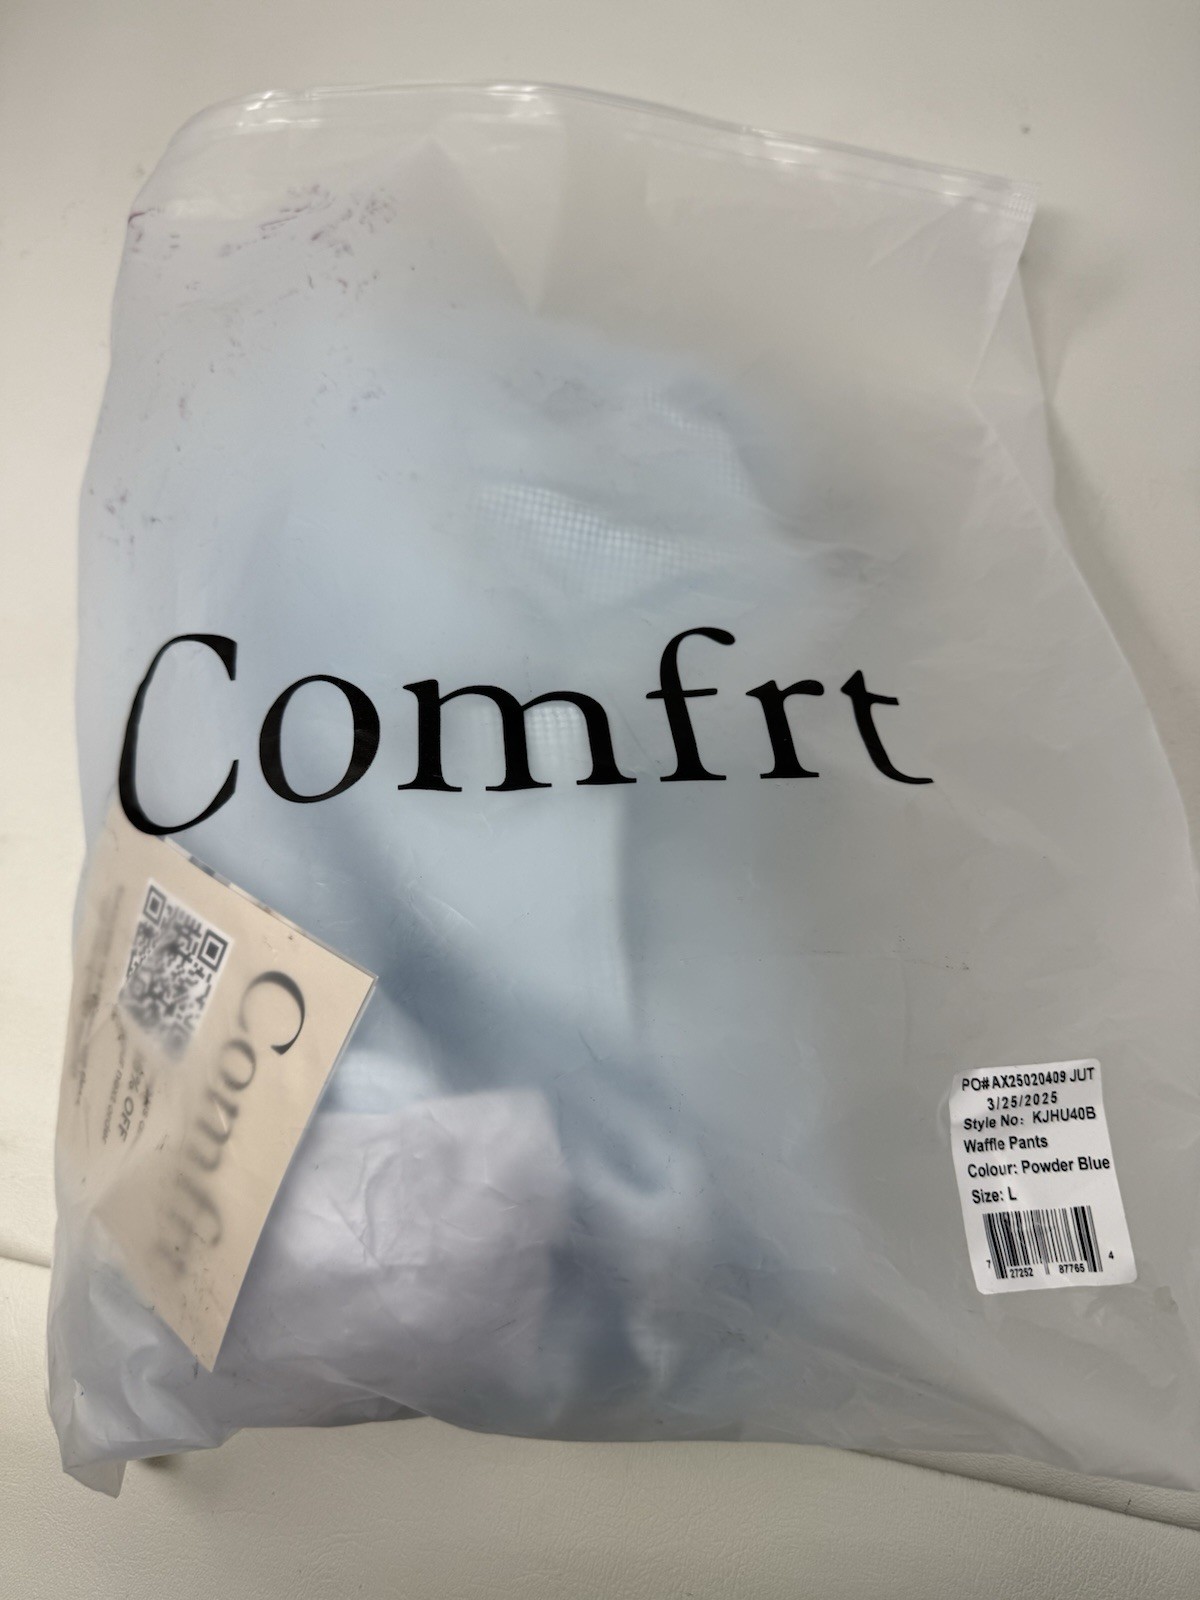 Comfrt
Comfrt
% OFF
PO# AX25020409 JUT
3/25/2025
Style No: KJHU40B
Waffle Pants
Colour: Powder Blue
Size: L
7 27252 87765 4